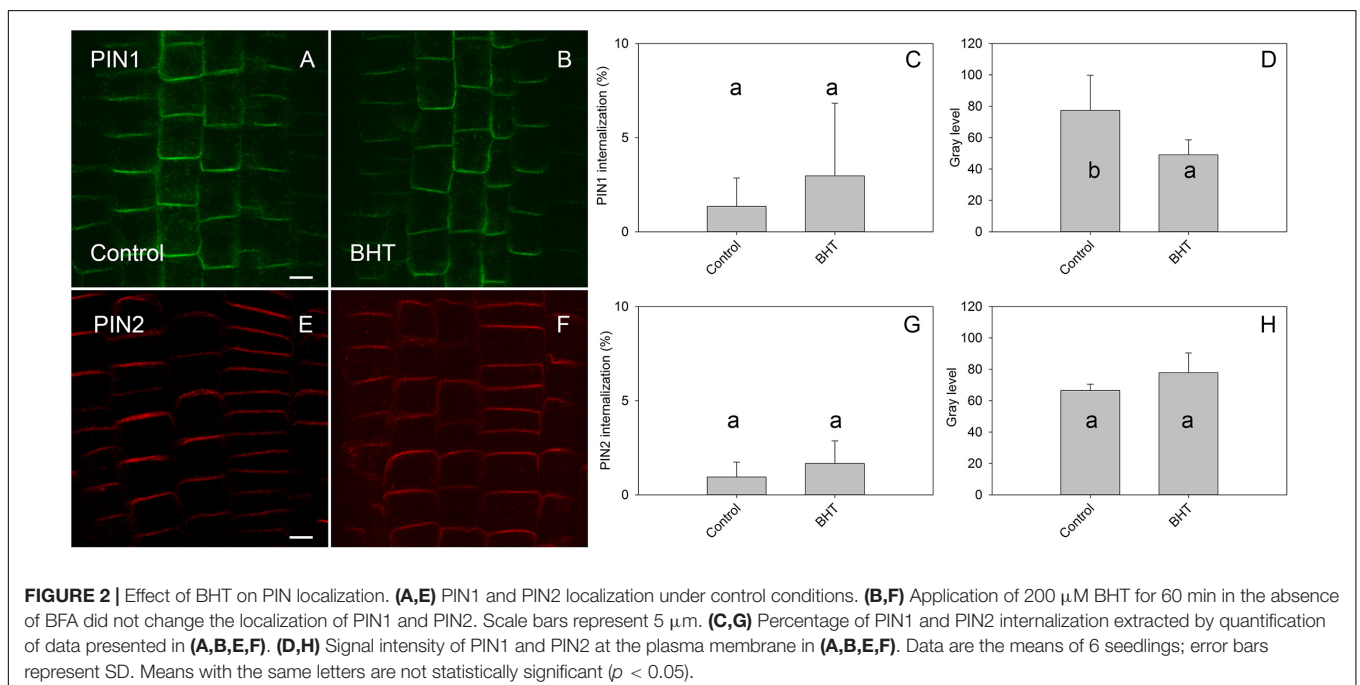 PIN1
A
Control
B
BHT
10
5
0
PIN1 internalization (%)
C
a
a
Control
BHT
120
100
80
60
40
20
0
Gray level
D
b
a
Control
BHT
PIN2
E
F
10
5
0
PIN2 internalization (%)
G
a
a
Control
BHT
120
100
80
60
40
20
0
Gray level
H
a
a
Control
BHT
FIGURE 2 | Effect of BHT on PIN localization. (A,E) PIN1 and PIN2 localization under control conditions. (B,F) Application of 200 μM BHT for 60 min in the absence
of BFA did not change the localization of PIN1 and PIN2. Scale bars represent 5 μm. (C,G) Percentage of PIN1 and PIN2 internalization extracted by quantification
of data presented in (A,B,E,F). (D,H) Signal intensity of PIN1 and PIN2 at the plasma membrane in (A,B,E,F). Data are the means of 6 seedlings; error bars
represent SD. Means with the same letters are not statistically significant (p < 0.05).